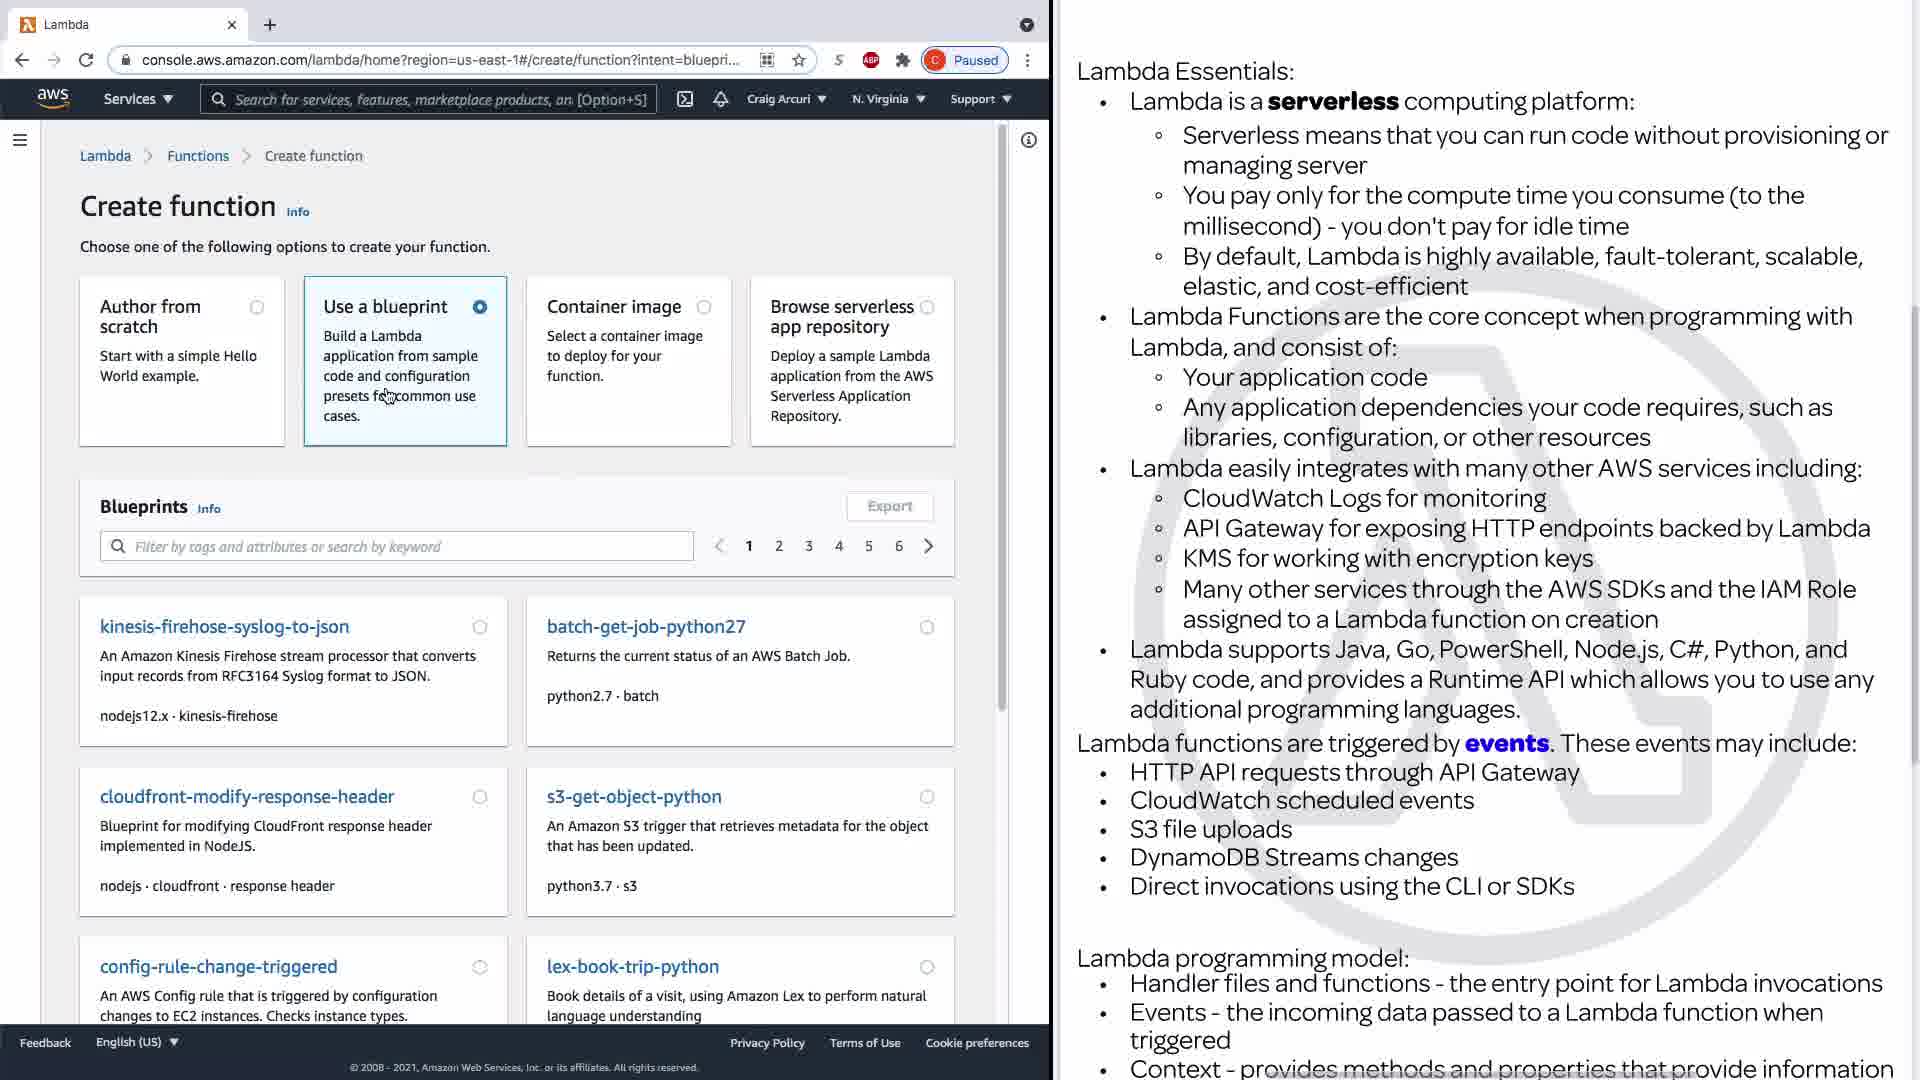 Lambda
console.aws.amazon.com/lambda/home?region=us-east-1#/create/function?intent=bluepri...
S
ABP
C Paused
aws
Services
Search for services, features, marketplace products, an [Option+S]
Craig Arcuri
N. Virginia
Support
Lambda > Functions > Create function
Create function Info
Choose one of the following options to create your function.
Author from
scratch
Start with a simple Hello
World example.
Use a blueprint
Build a Lambda
application from sample
code and configuration
presets for common use
cases.
Container image
Select a container image
to deploy for your
function.
Browse serverless
app repository
Deploy a sample Lambda
application from the AWS
Serverless Application
Repository.
Blueprints Info
Export
Filter by tags and attributes or search by keyword
1 2 3 4 5 6
kinesis-firehose-syslog-to-json
An Amazon Kinesis Firehose stream processor that converts
input records from RFC3164 Syslog format to JSON.
nodejs12.x · kinesis-firehose
batch-get-job-python27
Returns the current status of an AWS Batch Job.
python2.7 · batch
cloudfront-modify-response-header
Blueprint for modifying CloudFront response header
implemented in NodeJS.
nodejs · cloudfront · response header
s3-get-object-python
An Amazon S3 trigger that retrieves metadata for the object
that has been updated.
python3.7 · s3
config-rule-change-triggered
An AWS Config rule that is triggered by configuration
changes to EC2 instances. Checks instance types.
lex-book-trip-python
Book details of a visit, using Amazon Lex to perform natural
language understanding
Feedback
English (US)
Privacy Policy
Terms of Use
Cookie preferences
© 2008 - 2021, Amazon Web Services, Inc. or its affiliates. All rights reserved.
Lambda Essentials:
• Lambda is a serverless computing platform:
◦ Serverless means that you can run code without provisioning or
managing server
◦ You pay only for the compute time you consume (to the
millisecond) - you don't pay for idle time
◦ By default, Lambda is highly available, fault-tolerant, scalable,
elastic, and cost-efficient
• Lambda Functions are the core concept when programming with
Lambda, and consist of:
◦ Your application code
◦ Any application dependencies your code requires, such as
libraries, configuration, or other resources
• Lambda easily integrates with many other AWS services including:
◦ CloudWatch Logs for monitoring
◦ API Gateway for exposing HTTP endpoints backed by Lambda
◦ KMS for working with encryption keys
◦ Many other services through the AWS SDKs and the IAM Role
assigned to a Lambda function on creation
• Lambda supports Java, Go, PowerShell, Node.js, C#, Python, and
Ruby code, and provides a Runtime API which allows you to use any
additional programming languages.
Lambda functions are triggered by events. These events may include:
• HTTP API requests through API Gateway
• CloudWatch scheduled events
• S3 file uploads
• DynamoDB Streams changes
• Direct invocations using the CLI or SDKs
Lambda programming model:
• Handler files and functions - the entry point for Lambda invocations
• Events - the incoming data passed to a Lambda function when
triggered
• Context - provides methods and properties that provide information